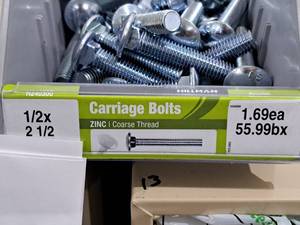 HILLMAN
Carriage Bolts
ZINC | Coarse Thread
1/2x
2 1/2
1.69ea
55.99bx
13